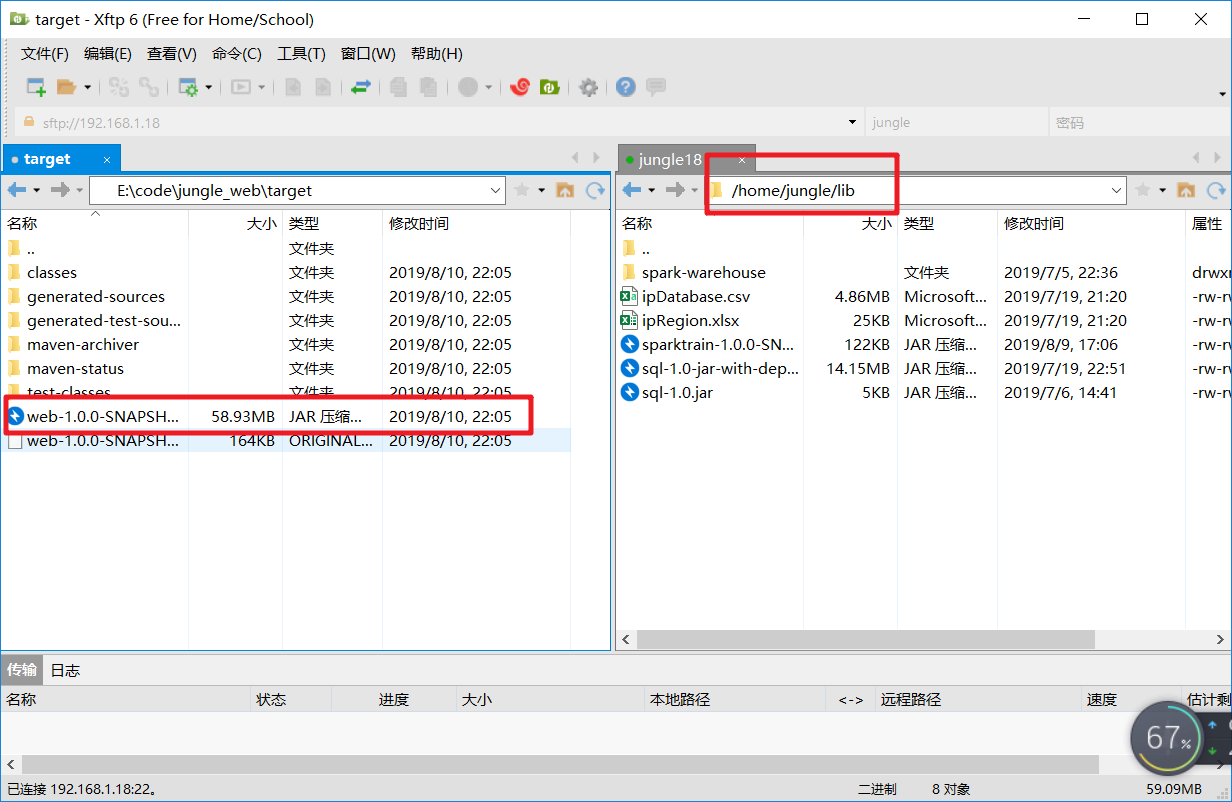 target - Xftp 6 (Free for Home/School)
文件(F) 编辑(E) 查看(V) 命令(C) 工具(T) 窗口(W) 帮助(H)
sftp://192.168.1.18 jungle 密码
target × jungle18 ×
E:\code\jungle_web\target /home/jungle/lib
名称 大小 类型 修改时间
.. 文件夹
classes 文件夹 2019/8/10, 22:05
generated-sources 文件夹 2019/8/10, 22:05
generated-test-sou... 文件夹 2019/8/10, 22:05
maven-archiver 文件夹 2019/8/10, 22:05
maven-status 文件夹 2019/8/10, 22:05
test-classes 文件夹 2019/8/10, 22:05
web-1.0.0-SNAPSH... 58.93MB JAR 压缩... 2019/8/10, 22:05
web-1.0.0-SNAPSH... 164KB ORIGINAL... 2019/8/10, 22:05
名称 大小 类型 修改时间 属性
..
spark-warehouse 文件夹 2019/7/5, 22:36 drwx
ipDatabase.csv 4.86MB Microsoft... 2019/7/19, 21:20 -rw-r
ipRegion.xlsx 25KB Microsoft... 2019/7/19, 21:20 -rw-r
sparktrain-1.0.0-SN... 122KB JAR 压缩... 2019/8/9, 17:06 -rw-r
sql-1.0-jar-with-dep... 14.15MB JAR 压缩... 2019/7/19, 22:51 -rw-r
sql-1.0.jar 5KB JAR 压缩... 2019/7/6, 14:41 -rw-r
传输 日志
名称 状态 进度 大小 本地路径 <-> 远程路径 速度 估计剩
67%
已连接 192.168.1.18:22。 二进制 8 对象 59.09MB